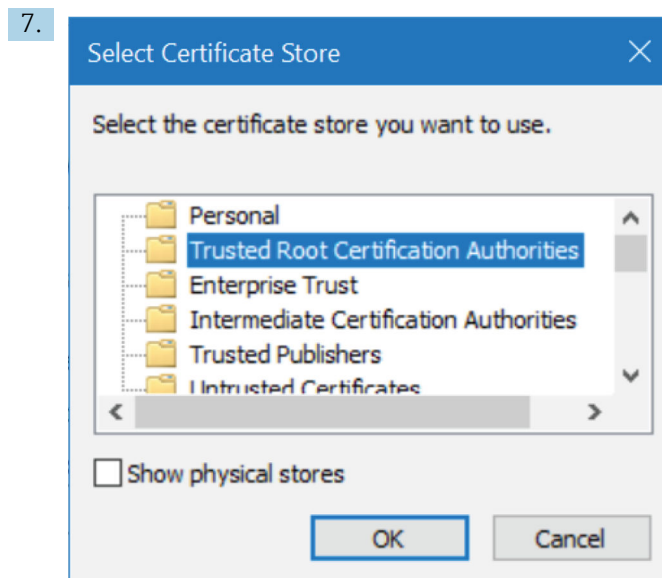 7.
Select Certificate Store
Select the certificate store you want to use.
Personal
Trusted Root Certification Authorities
Enterprise Trust
Intermediate Certification Authorities
Trusted Publishers
Untrusted Certificates
Show physical stores
OK Cancel